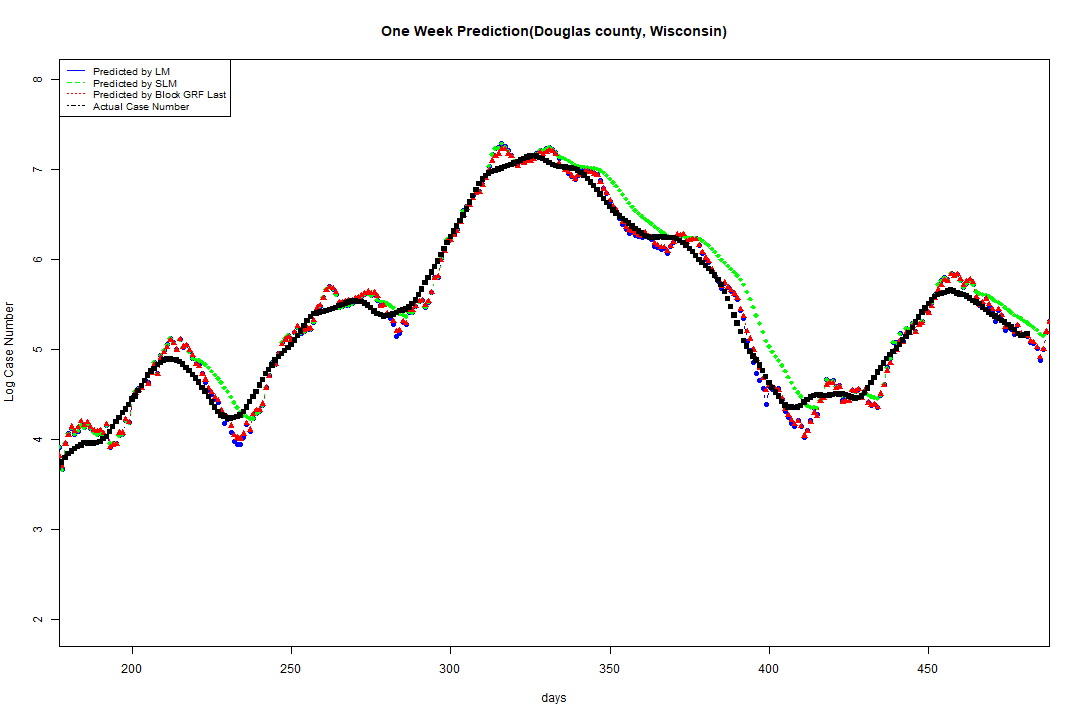 One Week Prediction(Douglas county, Wisconsin)
Predicted by LM
Predicted by SLM
Predicted by Block GRF Last
Actual Case Number
8
7
6
5
4
3
2
Log Case Number
200 250 300 350 400 450
days